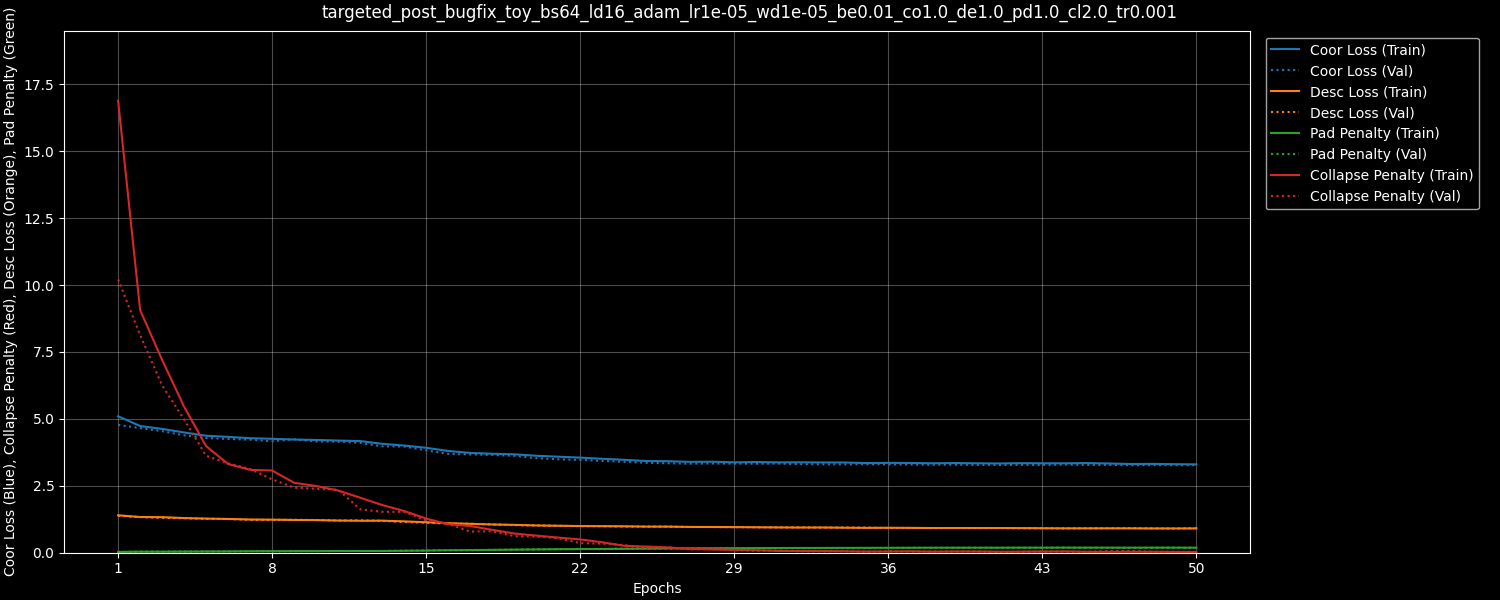 targeted_post_bugfix_toy_bs64_ld16_adam_lr1e-05_wd1e-05_be0.01_co1.0_de1.0_pd1.0_cl2.0_tr0.001
Coor Loss (Blue), Collapse Penalty (Red), Desc Loss (Orange), Pad Penalty (Green)
17.5
15.0
12.5
10.0
7.5
5.0
2.5
0.0
1 8 15 22 29 36 43 50
Epochs
Coor Loss (Train)
Coor Loss (Val)
Desc Loss (Train)
Desc Loss (Val)
Pad Penalty (Train)
Pad Penalty (Val)
Collapse Penalty (Train)
Collapse Penalty (Val)